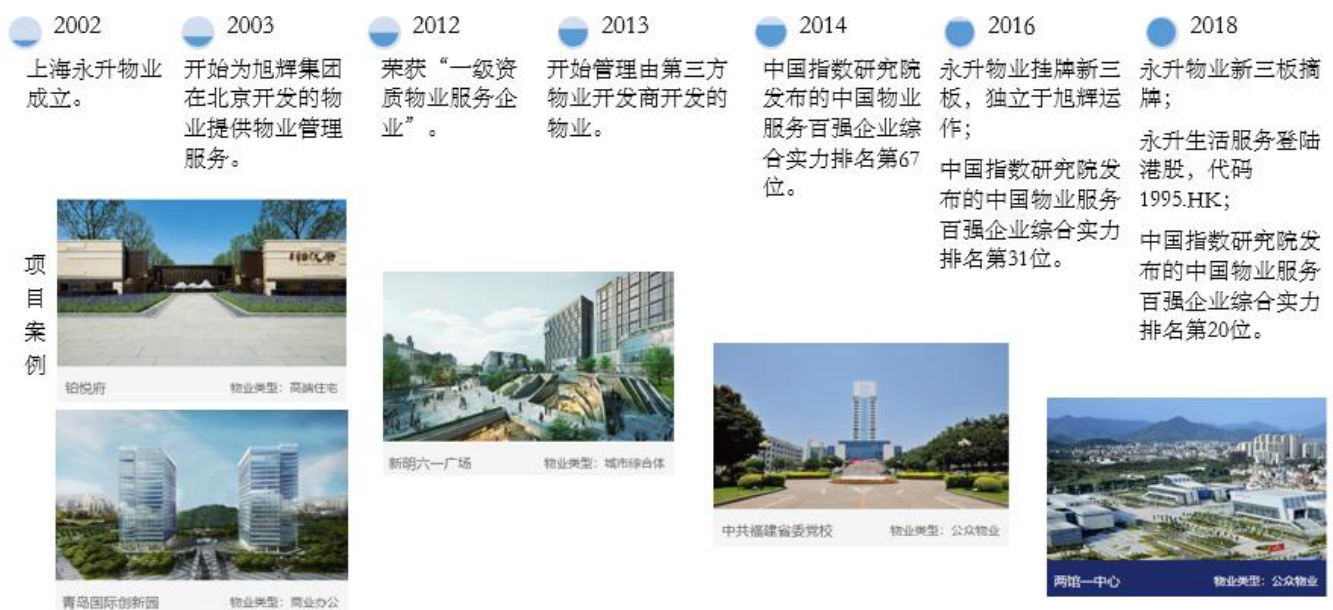 2002
上海永升物业
成立。
2003
开始为旭辉集团
在北京开发的物
业提供物业管理
服务。
2012
荣获“一级资
质物业服务企
业”。
2013
开始管理由第三方
物业开发商开发的
物业。
2014
中国指数研究院
发布的中国物业
服务百强企业综
合实力排名第67
位。
2016
永升物业挂牌新三
板，独立于旭辉运
作；
中国指数研究院发
布的中国物业服务
百强企业综合实力
排名第31位。
2018
永升物业新三板摘
牌；
永升生活服务登陆
港股，代码
1995.HK；
中国指数研究院发
布的中国物业服务
百强企业综合实力
排名第20位。
项
目
案
例
铂悦府 物业类型：高端住宅
青岛国际创新园 物业类型：商业办公
新明六一广场 物业类型：城市综合体
中共福建省委党校 物业类型：公众物业
两馆一中心 物业类型：公众物业